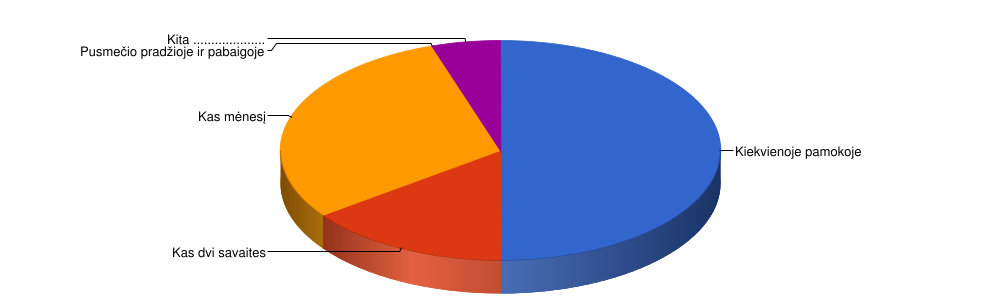 Kita ....................
Pusmečio pradžioje ir pabaigoje
Kas mėnesį
Kiekvienoje pamokoje
Kas dvi savaites